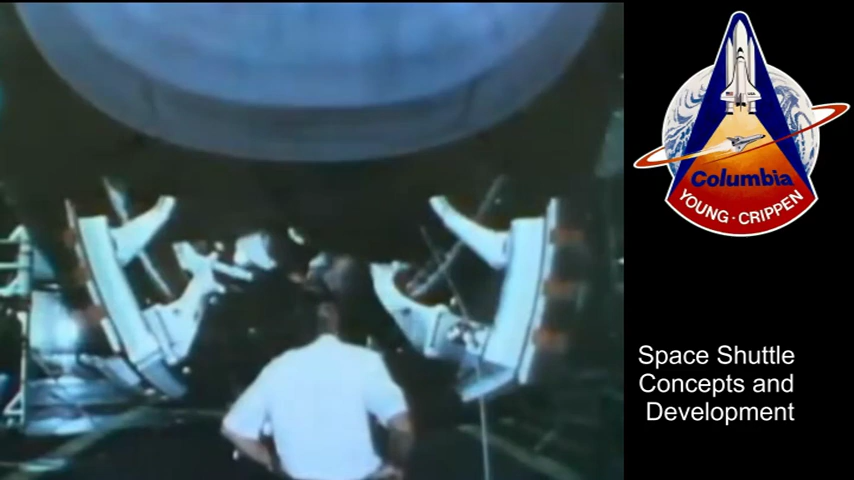 Columbia
YOUNG·CRIPPEN
Space Shuttle
Concepts and
Development